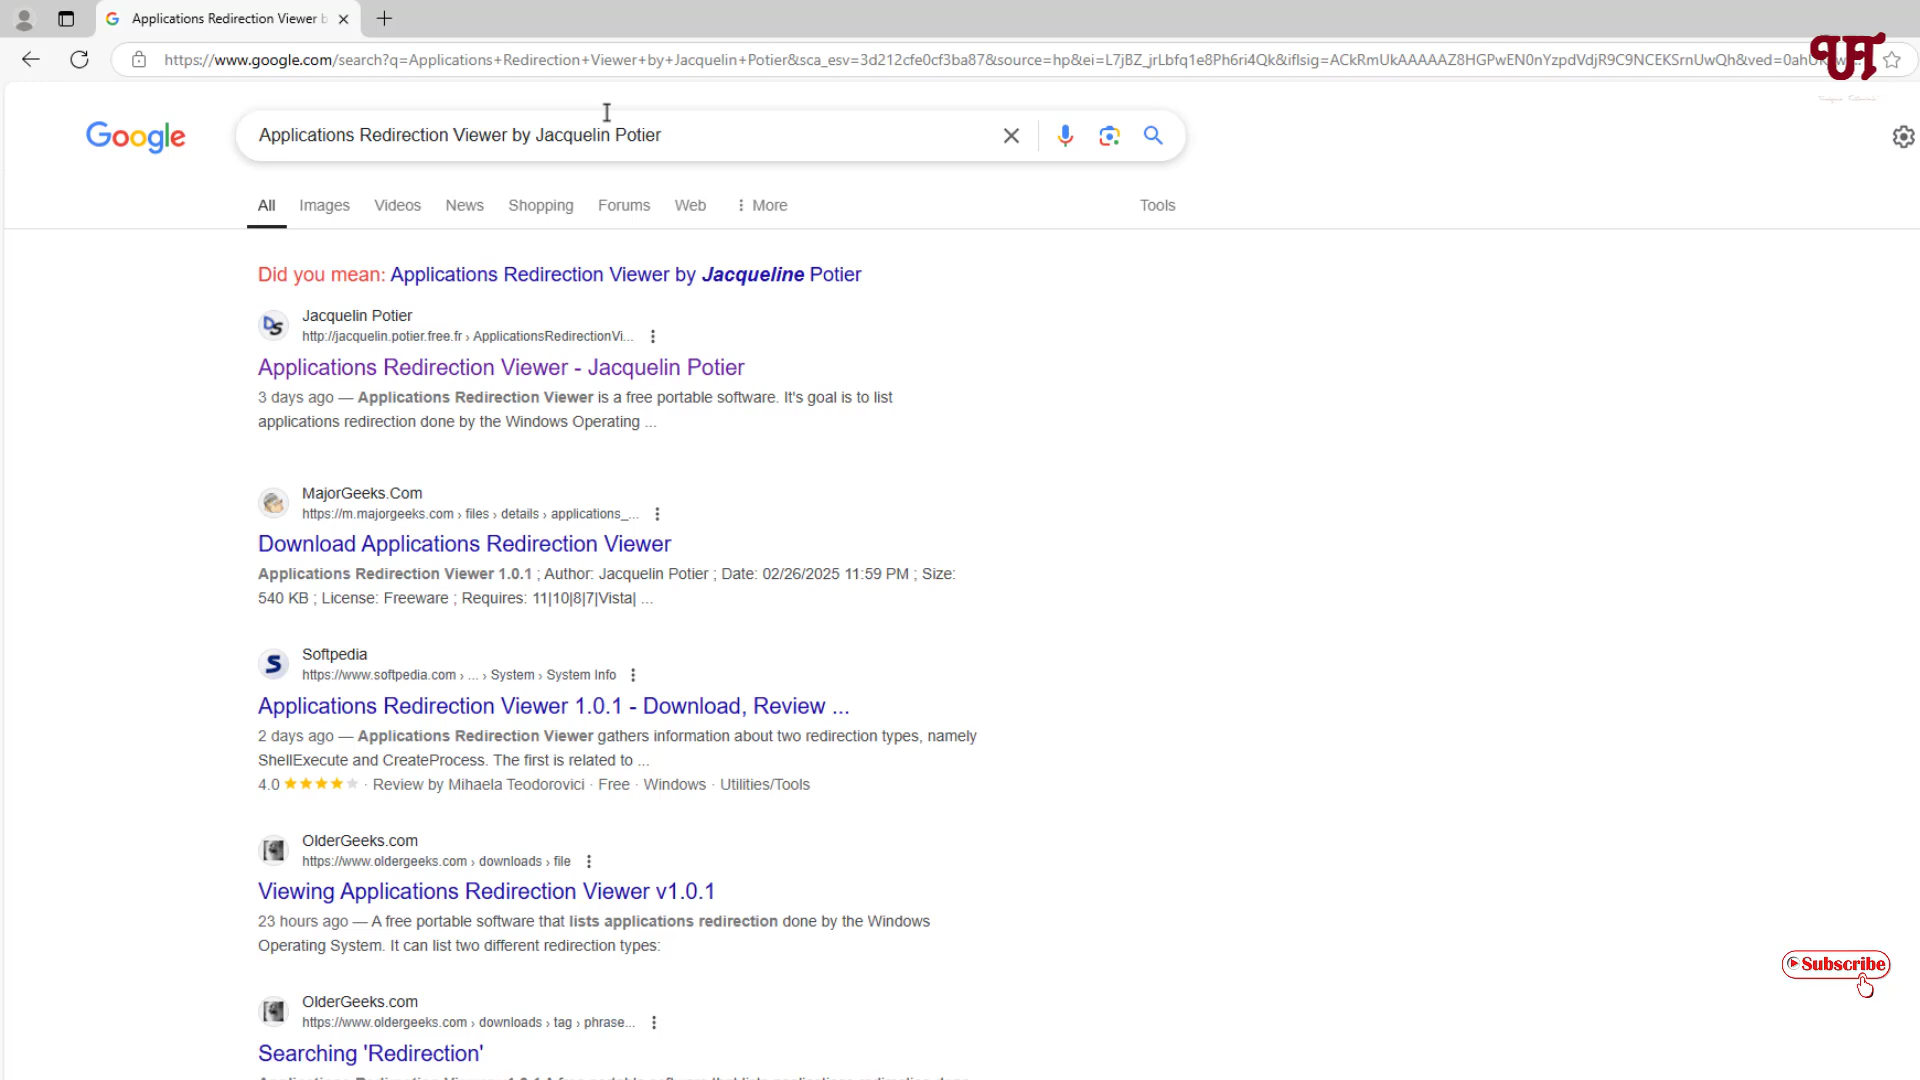 Applications Redirection Viewer b
https://www.google.com/search?q=Applications+Redirection+Viewer+by+Jacquelin+Potier&sca_esv=3d212cfe0cf3ba87&source=hp&ei=L7jBZ_jrLbfq1e8Ph6ri4Qk&iflsig=ACkRmUkAAAAAZ8HGPwEN0nYzpdVdjR9C9NCEKSrnUwQh&ved=0ahU
UT
Google
Applications Redirection Viewer by Jacquelin Potier
All Images Videos News Shopping Forums Web More Tools
Did you mean: Applications Redirection Viewer by Jacqueline Potier
Jacquelin Potier
http://jacquelin.potier.free.fr › ApplicationsRedirectionVi...
Applications Redirection Viewer - Jacquelin Potier
3 days ago — Applications Redirection Viewer is a free portable software. It's goal is to list
applications redirection done by the Windows Operating ...
MajorGeeks.Com
https://m.majorgeeks.com › files › details › applications_...
Download Applications Redirection Viewer
Applications Redirection Viewer 1.0.1 ; Author: Jacquelin Potier ; Date: 02/26/2025 11:59 PM ; Size:
540 KB ; License: Freeware ; Requires: 11|10|8|7|Vista| ...
S
Softpedia
https://www.softpedia.com › ... › System › System Info
Applications Redirection Viewer 1.0.1 - Download, Review ...
2 days ago — Applications Redirection Viewer gathers information about two redirection types, namely
ShellExecute and CreateProcess. The first is related to ...
4.0 · Review by Mihaela Teodorovici · Free · Windows · Utilities/Tools
OlderGeeks.com
https://www.oldergeeks.com › downloads › file
Viewing Applications Redirection Viewer v1.0.1
23 hours ago — A free portable software that lists applications redirection done by the Windows
Operating System. It can list two different redirection types:
Subscribe
OlderGeeks.com
https://www.oldergeeks.com › downloads › tag › phrase...
Searching 'Redirection'